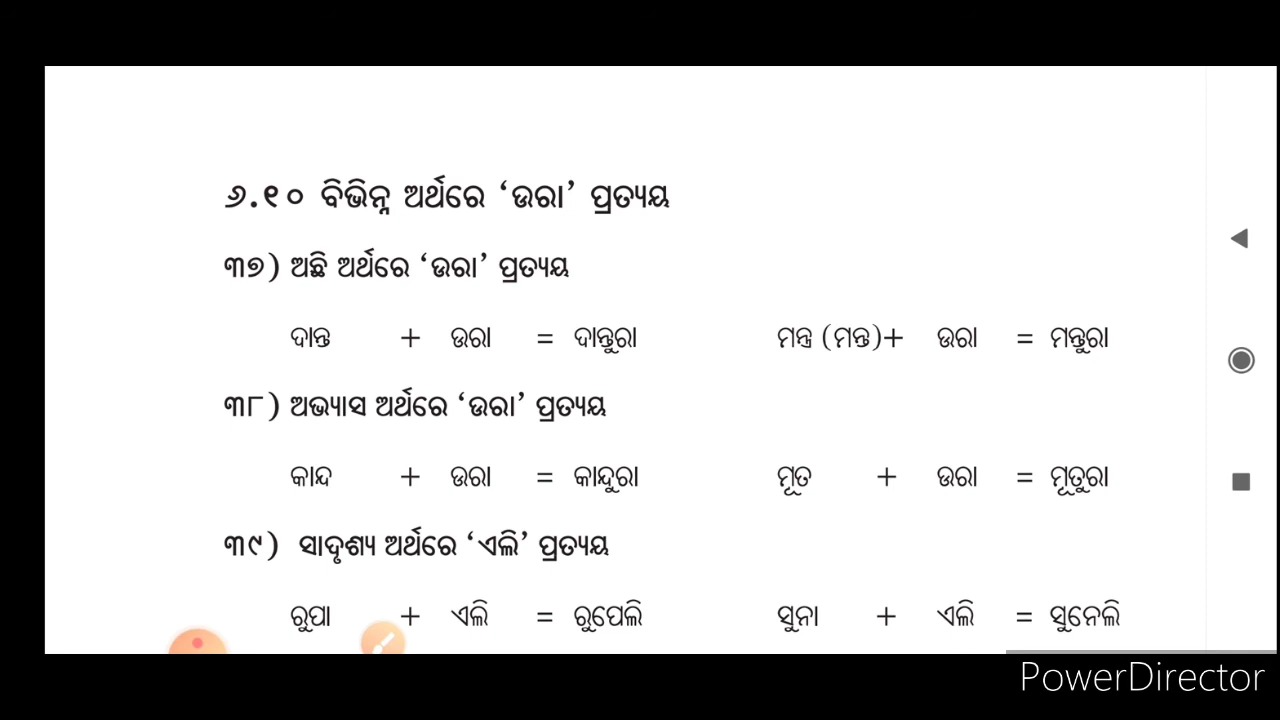 ୬.୧୦ ବିଭିନ୍ନ ଅର୍ଥରେ ‘ଉରା’ ପ୍ରତ୍ୟୟ
୩୭) ଅଛି ଅର୍ଥରେ ‘ଉରା’ ପ୍ରତ୍ୟୟ
ଦାନ୍ତ + ଉରା = ଦାନ୍ତୁରା ମନ୍ତ୍ର (ମନ୍ତ)+ ଉରା = ମନ୍ତୁରା
୩୮) ଅଭ୍ୟାସ ଅର୍ଥରେ ‘ଉରା’ ପ୍ରତ୍ୟୟ
କାନ୍ଦ + ଉରା = କାନ୍ଦୁରା ମୂତ + ଉରା = ମୂତୁରା
୩୯) ସାଦୃଶ୍ୟ ଅର୍ଥରେ ‘ଏଲି’ ପ୍ରତ୍ୟୟ
ରୁପା + ଏଲି = ରୁପେଲି ସୁନା + ଏଲି = ସୁନେଲି
PowerDirector